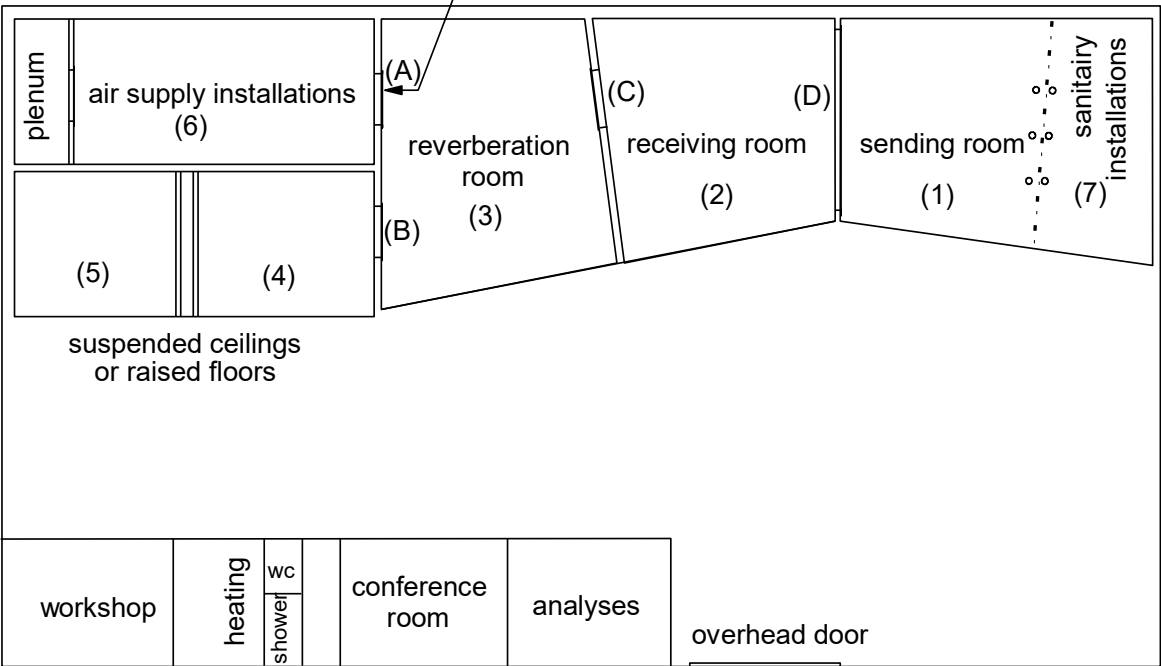 plenum
air supply installations
(6)
(A)
reverberation
room
(3)
(B)
(C)
receiving room
(2)
(D)
sending room
(1)
sanitairy
installations
(7)
(5)
(4)
suspended ceilings
or raised floors
workshop
heating
wc
shower
conference
room
analyses
overhead door